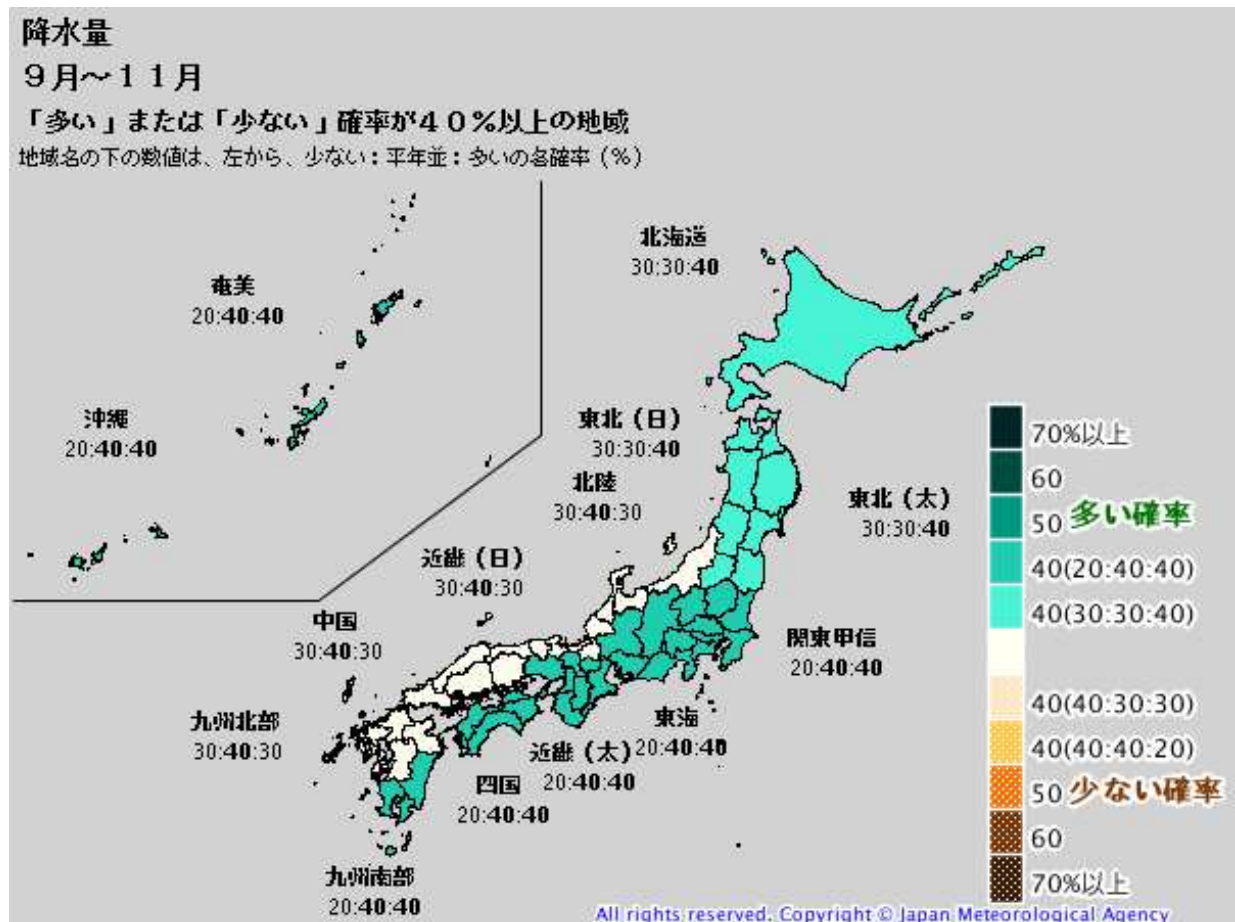 降水量
９月～１１月
「多い」または「少ない」確率が４０％以上の地域
地域名の下の数値は、左から、少ない：平年並：多いの各確率（％）
北海道
30:30:40
奄美
20:40:40
沖縄
20:40:40
東北（日）
30:30:40
北陸
30:40:30
東北（太）
30:30:40
近畿（日）
30:40:30
中国
30:40:30
関東甲信
20:40:40
九州北部
30:40:30
東海
20:40:40
近畿（太）
20:40:40
四国
20:40:40
九州南部
20:40:40
70%以上
60
50 多い確率
40(20:40:40)
40(30:30:40)
40(40:30:30)
40(40:40:20)
50 少ない確率
60
70%以上
All rights reserved. Copyright © Japan Meteorological Agency